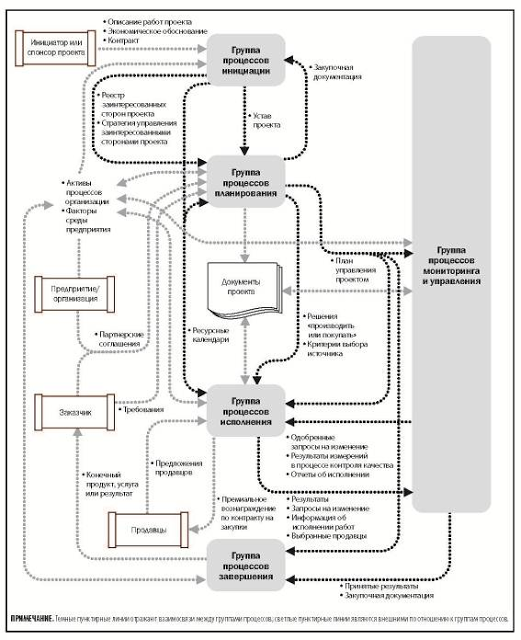 • Описание работ проекта
• Экономическое обоснование
• Контракт
Инициатор или
спонсор проекта
Группа
процессов
инициации
• Закупочная
документация
• Реестр
заинтересованных
сторон проекта
• Стратегия управления
заинтересованными
сторонами проекта
• Устав
проекта
Группа
процессов
планирования
• Активы
процессов
организации
• Факторы
среды
предприятия
Группа
процессов
мониторинга
и управления
• План
управления
проектом
Предприятие/
организация
Документы
проекта
• Партнерские
соглашения
• Ресурсные
календари
• Решения
«производить
или покупать»
• Критерии выбора
источника
Заказчик
• Требования
Группа
процессов
исполнения
• Одобренные
запросы на изменение
• Результаты измерений
в процессе контроля качества
• Отчеты об исполнении
• Предложения
продавцов
• Конечный
продукт, услуга
или результат
• Премиальное
вознаграждение
по контракту на
закупки
• Результаты
• Запросы на изменение
• Информация об
исполнении работ
• Выбранные продавцы
Продавцы
Группа
процессов
завершения
• Принятые результаты
• Закупочная документация
ПРИМЕЧАНИЕ. Темные пунктирные линии отражают взаимосвязи между группами процессов, светлые пунктирные линии являются внешними по отношению к группам процессов.